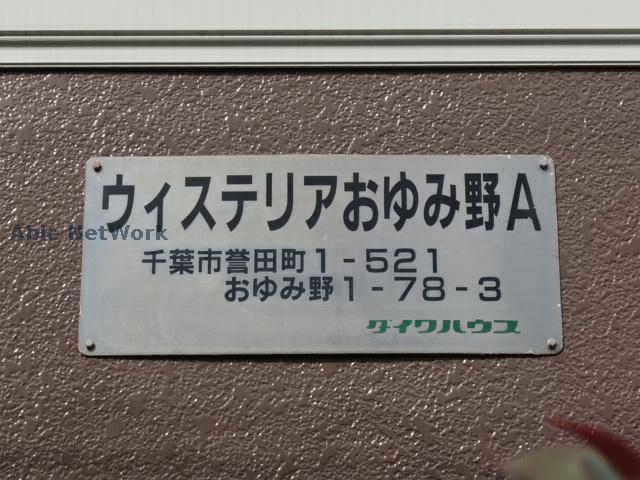 ウィステリアおゆみ野A
Able NetWork
千葉市誉田町1-521
おゆみ野1-78-3
ダイワハウス